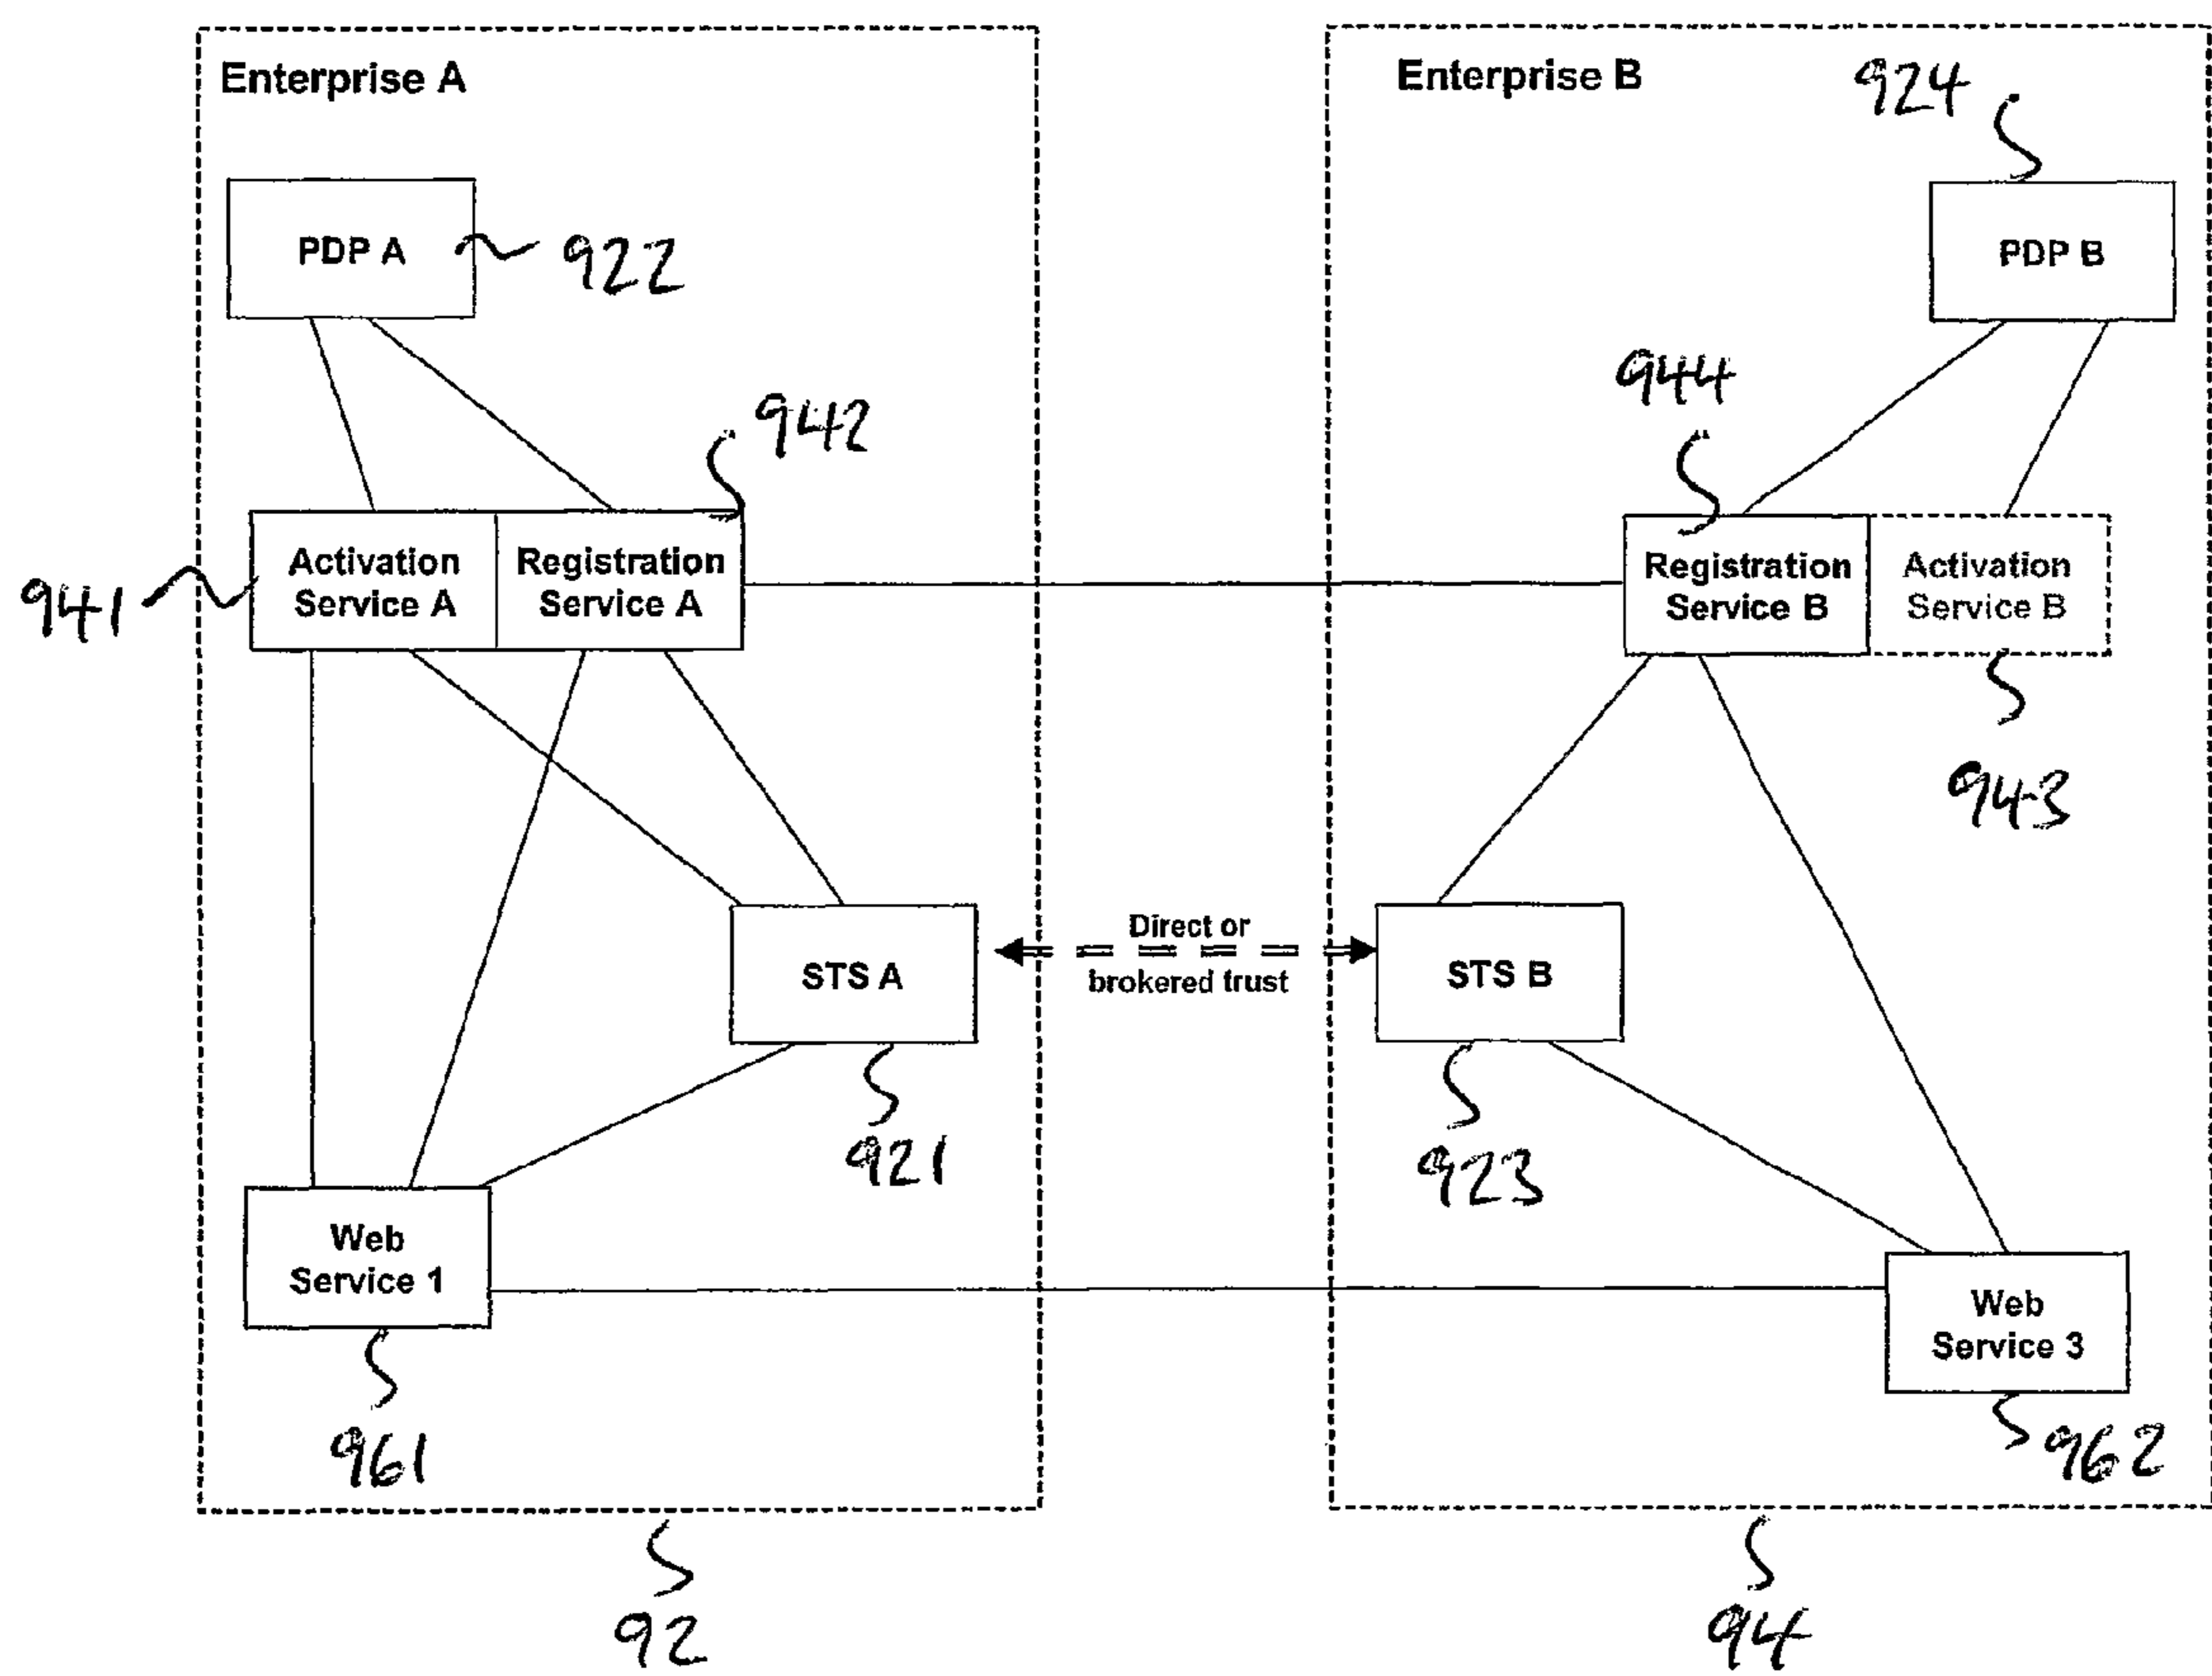 Enterprise A
Enterprise B
924
PDP A
922
PDP B
944
942
Activation
Service A
Registration
Service A
Registration
Service B
Activation
Service B
941
943
Direct or
brokered trust
STS A
STS B
921
923
Web
Service 1
Web
Service 3
961
962
92
94